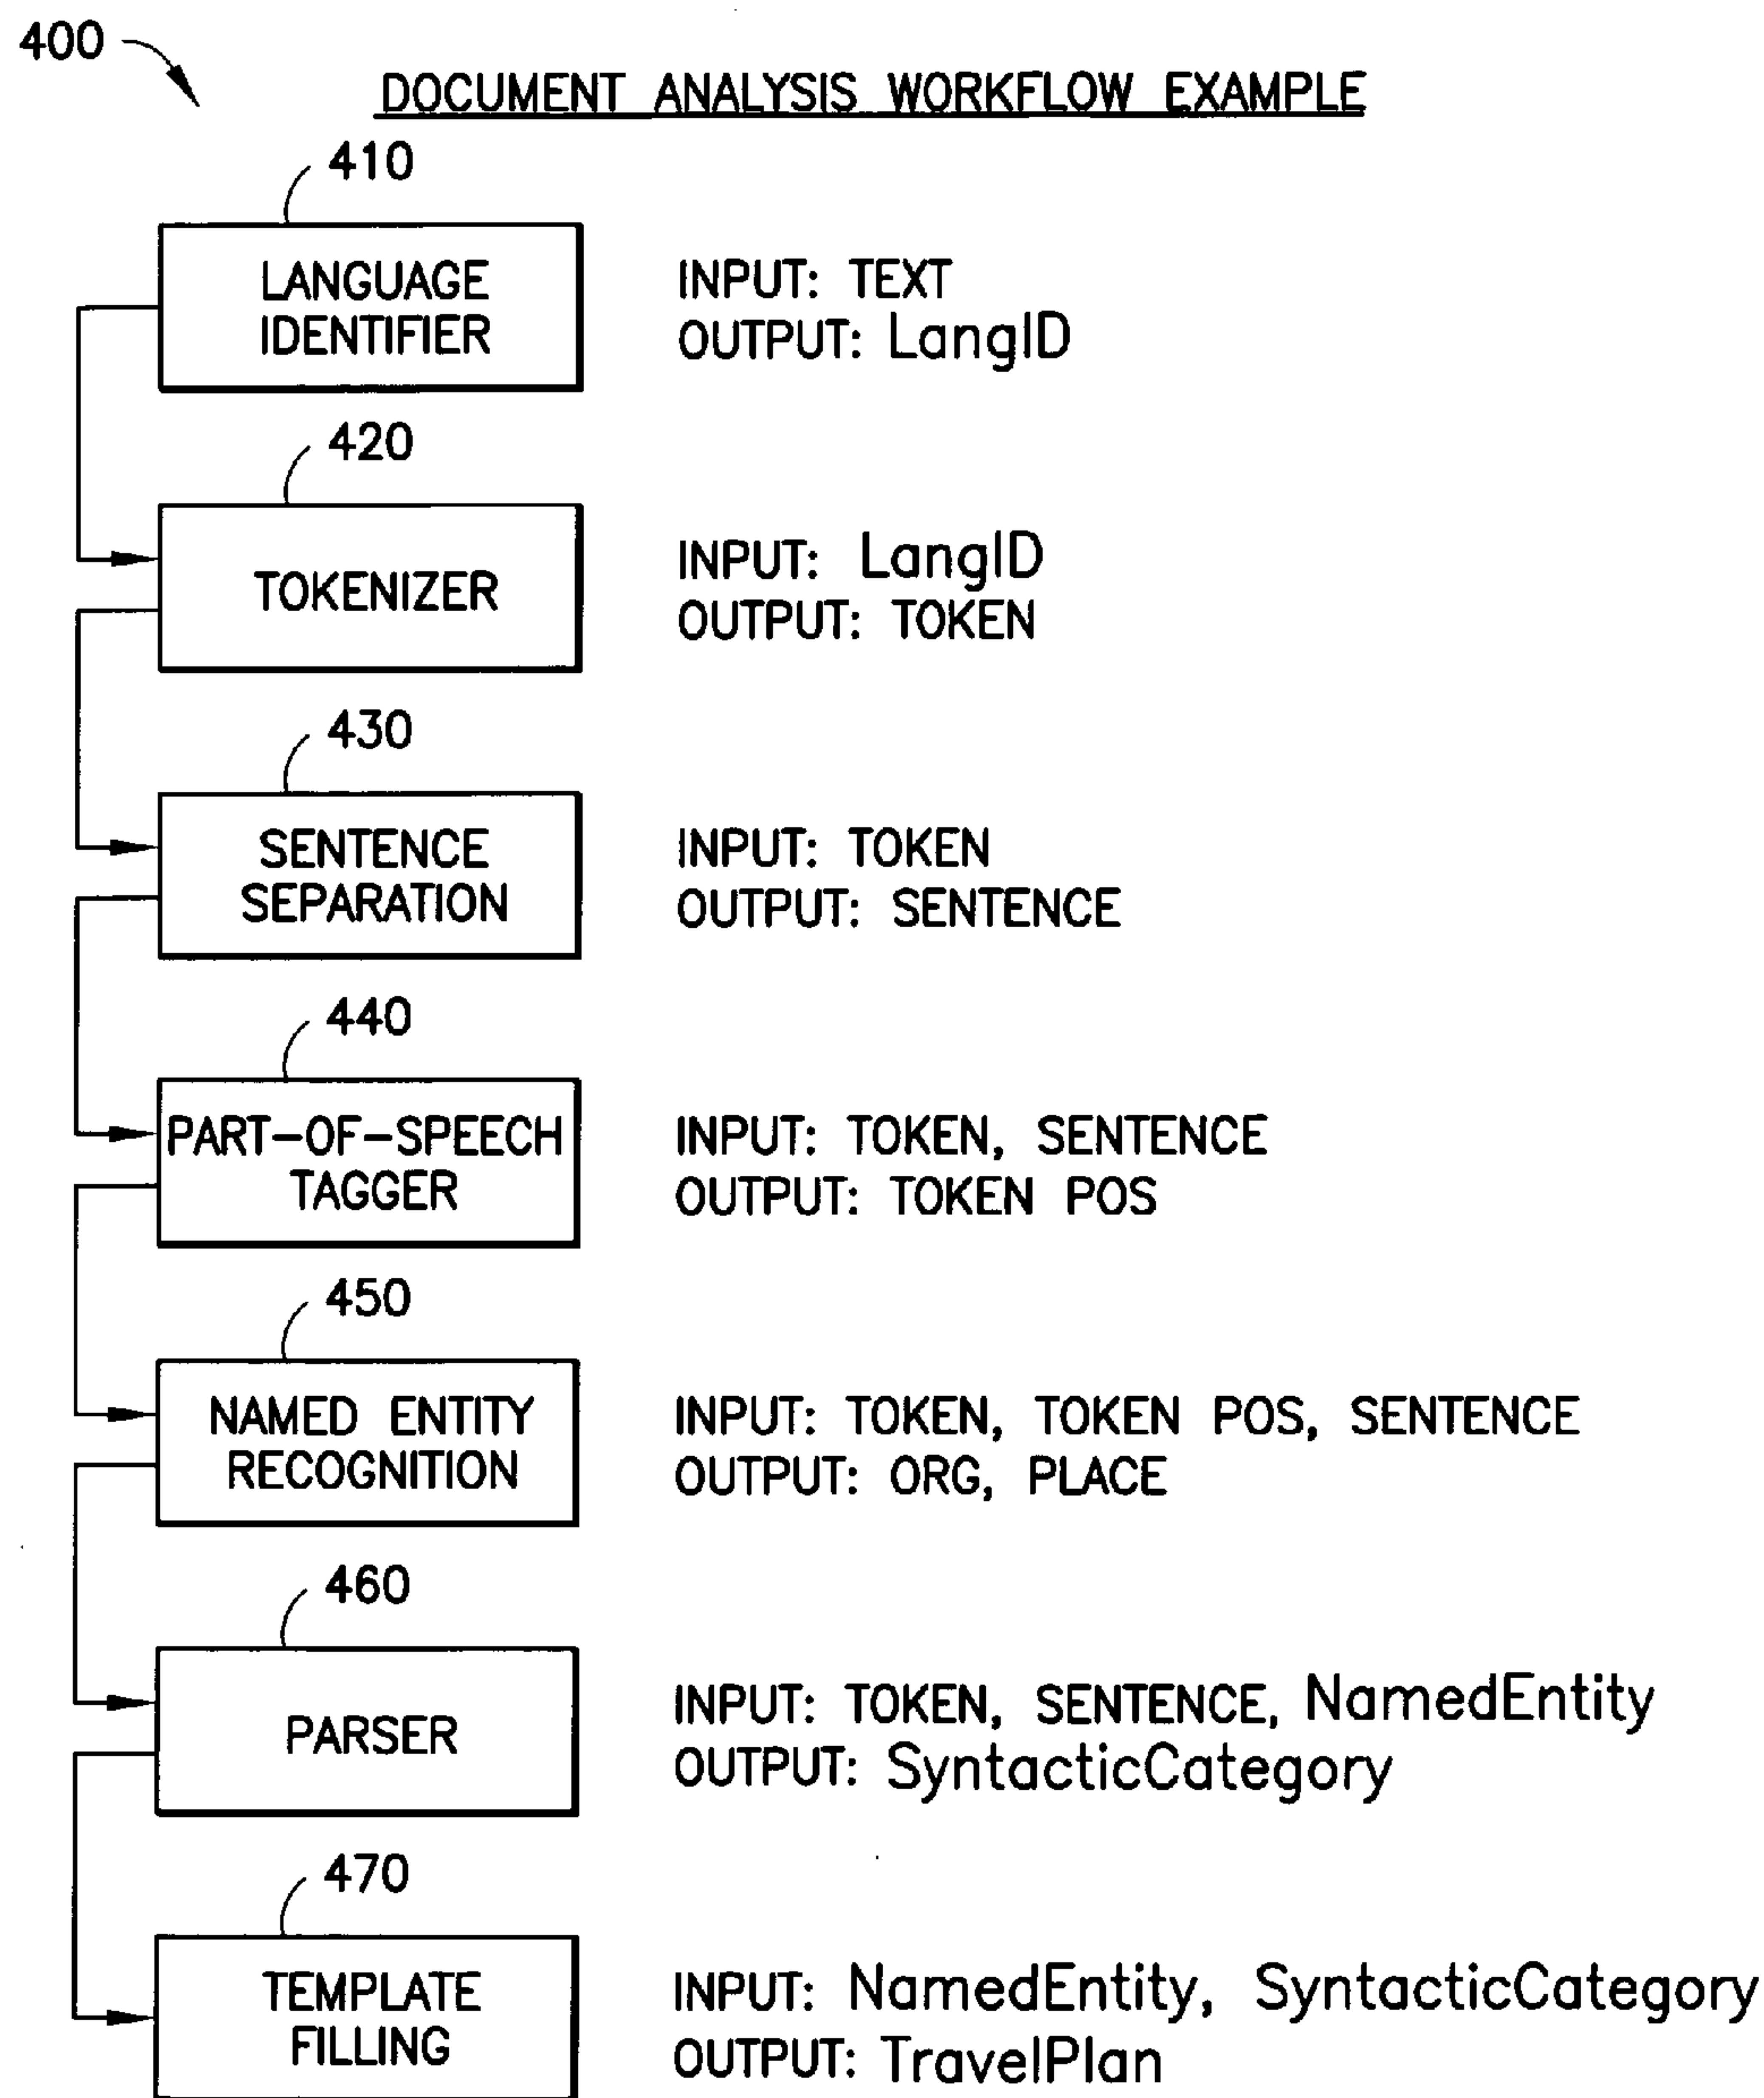 400
DOCUMENT ANALYSIS WORKFLOW EXAMPLE
410
LANGUAGE
IDENTIFIER
INPUT: TEXT
OUTPUT: LangID
420
TOKENIZER
INPUT: LangID
OUTPUT: TOKEN
430
SENTENCE
SEPARATION
INPUT: TOKEN
OUTPUT: SENTENCE
440
PART-OF-SPEECH
TAGGER
INPUT: TOKEN, SENTENCE
OUTPUT: TOKEN POS
450
NAMED ENTITY
RECOGNITION
INPUT: TOKEN, TOKEN POS, SENTENCE
OUTPUT: ORG, PLACE
460
PARSER
INPUT: TOKEN, SENTENCE, NamedEntity
OUTPUT: SyntacticCategory
470
TEMPLATE
FILLING
INPUT: NamedEntity, SyntacticCategory
OUTPUT: TravelPlan